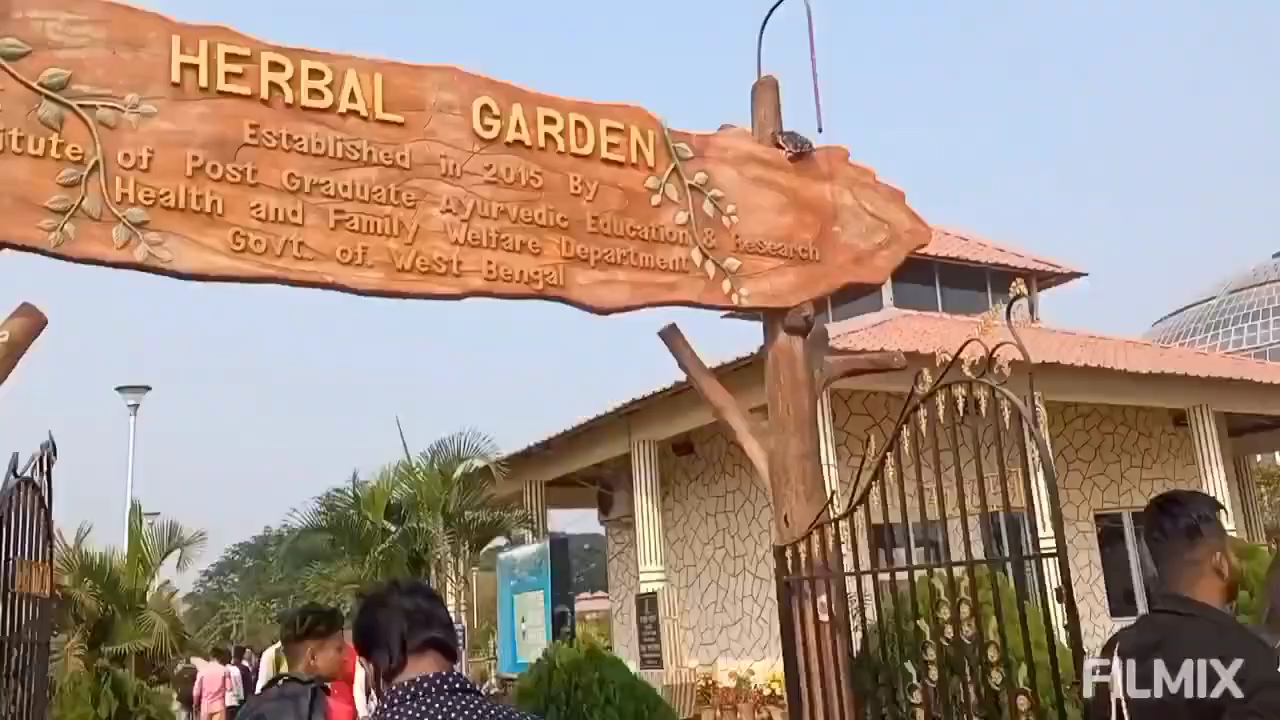 HERBAL GARDEN
Established in 2015 By
itute of Post Graduate Ayurvedic Education & Research
Health and Family Welfare Department
Govt. of. West Bengal
FILMIX